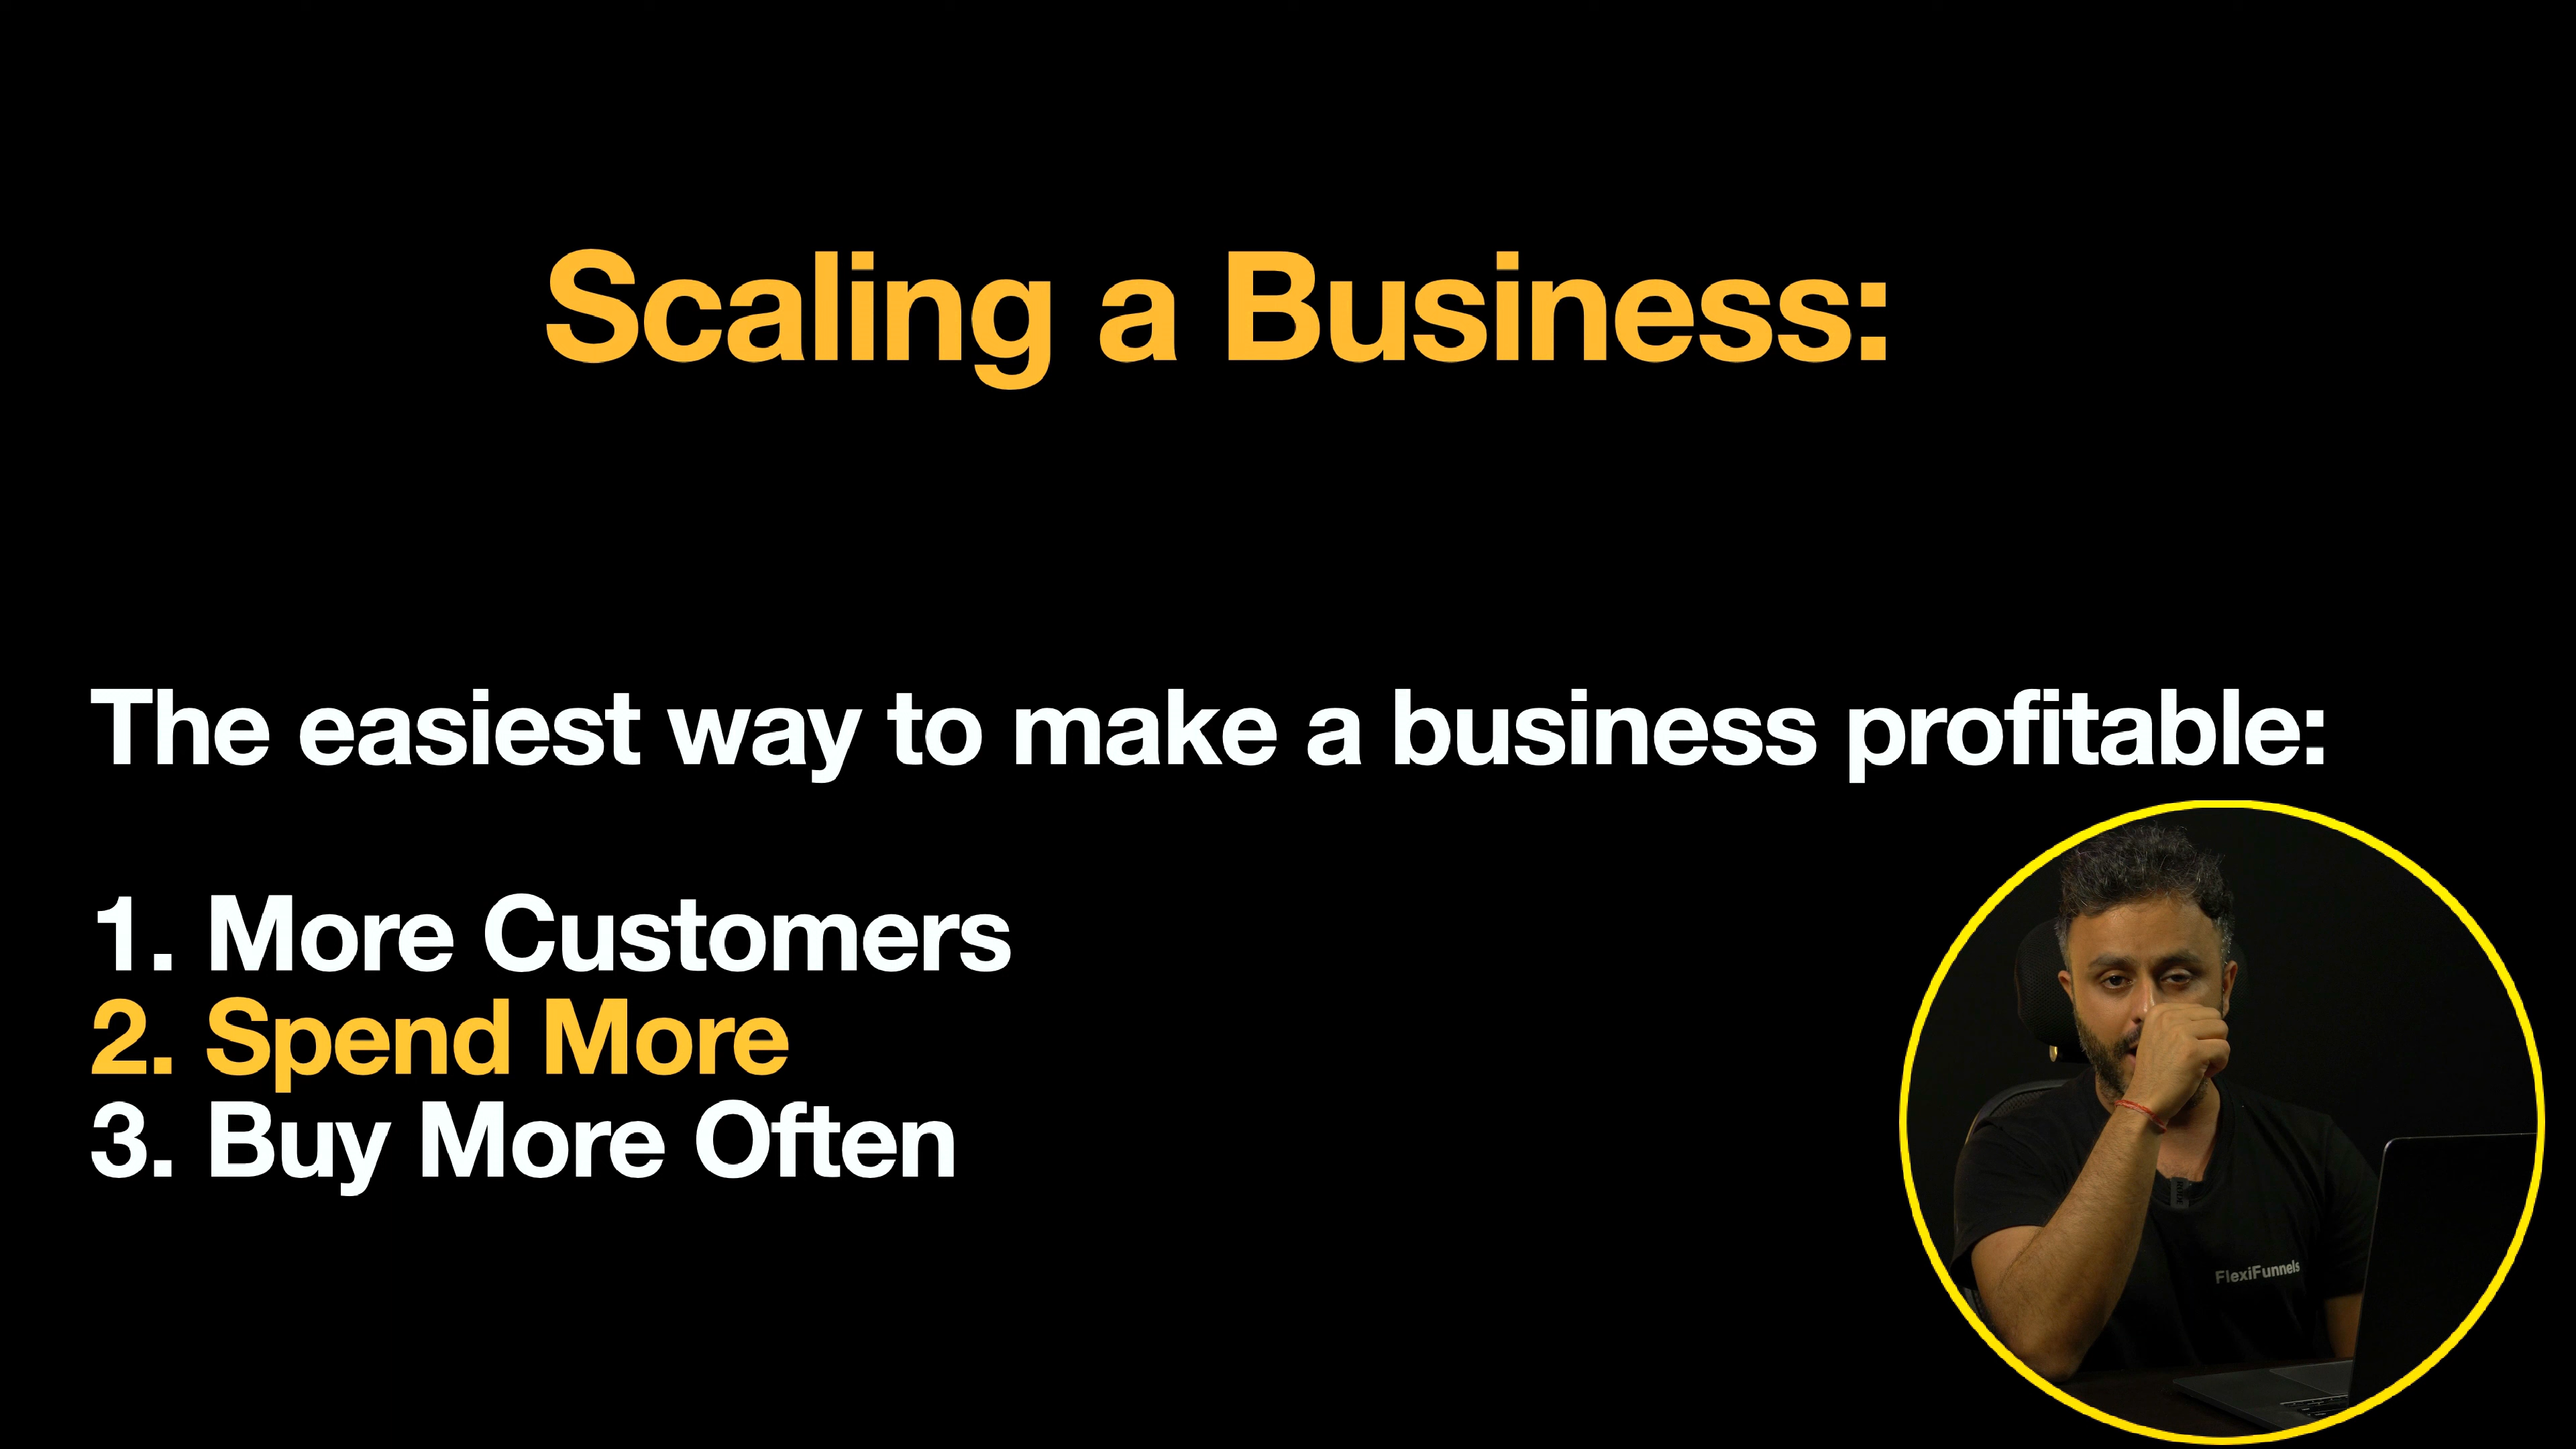 Scaling a Business:
The easiest way to make a business profitable:
1. More Customers
2. Spend More
3. Buy More Often
FlexiFunnels